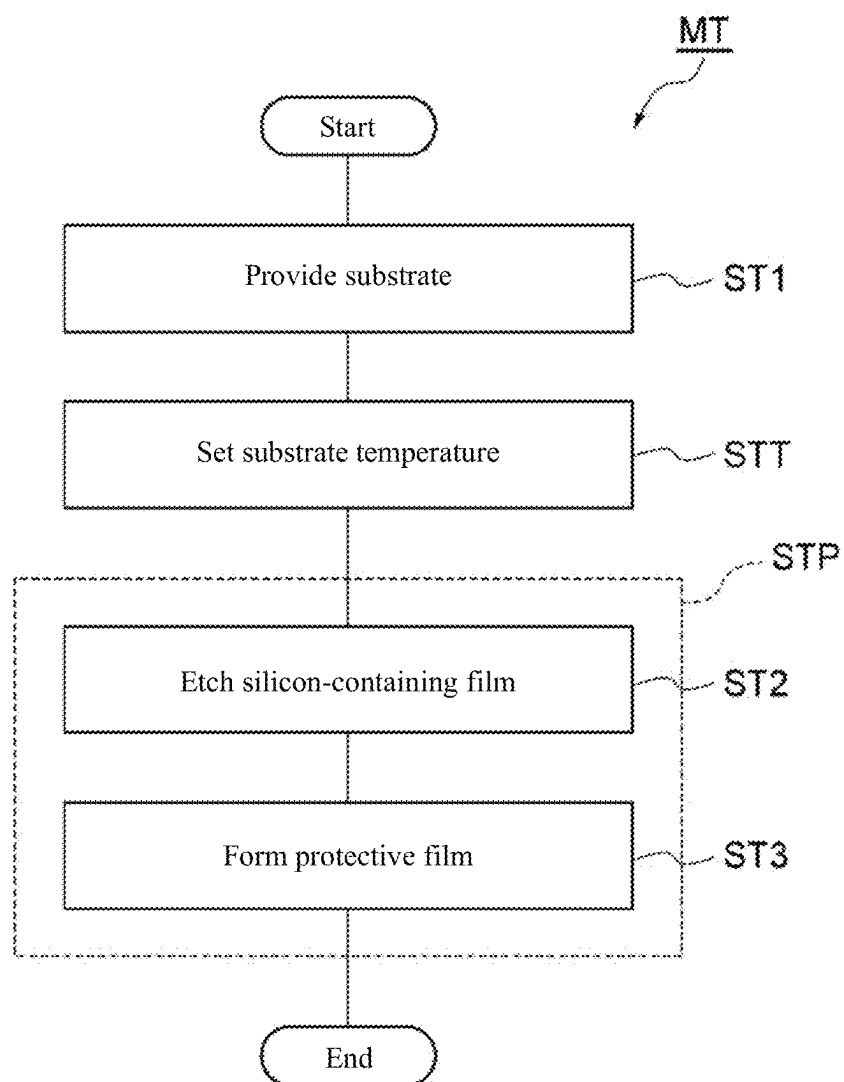 MT
Start
Provide substrate
ST1
Set substrate temperature
STT
STP
Etch silicon-containing film
ST2
Form protective film
ST3
End